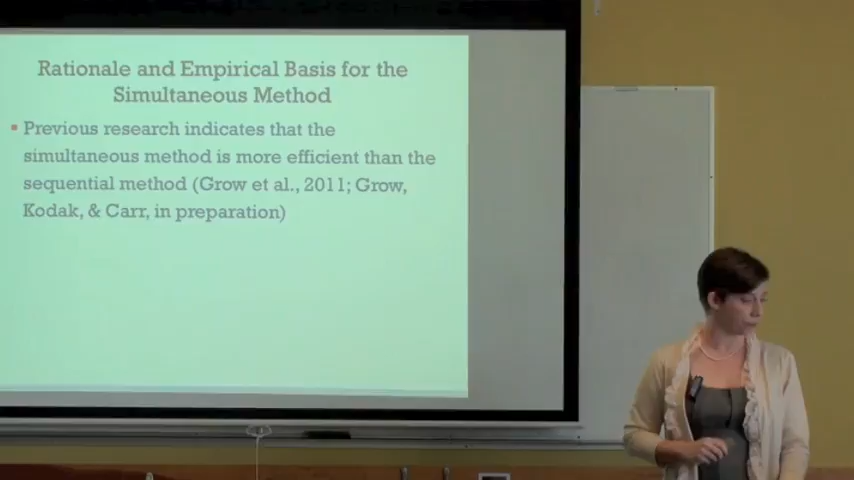 Rationale and Empirical Basis for the
Simultaneous Method
▪ Previous research indicates that the
simultaneous method is more efficient than the
sequential method (Grow et al., 2011; Grow,
Kodak, & Carr, in preparation)